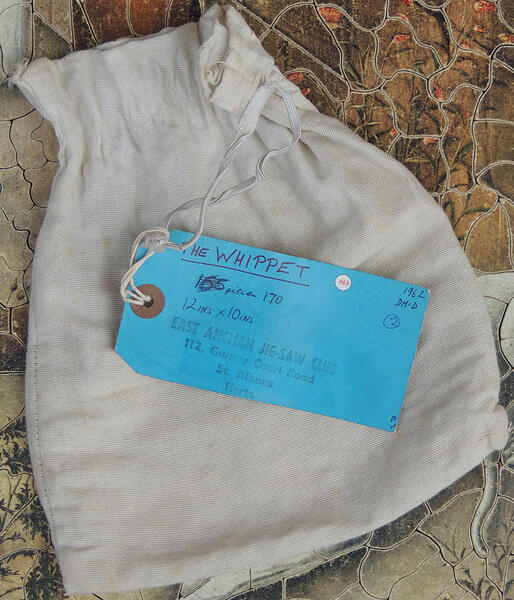 THE WHIPPET
pieces 170
12 INS x 10 INS
469
1962
DM-D
2
EAST ANGLIAN JIG-SAW CLUB
112, Gurney Court Road
St. Albans
Herts.